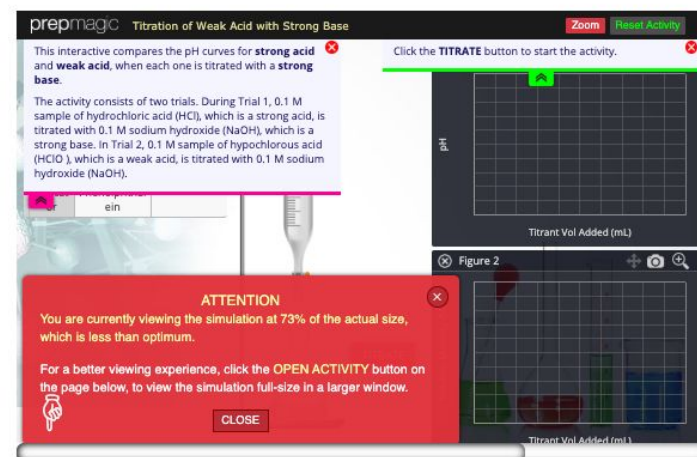 prepmagic Titration of Weak Acid with Strong Base
Zoom
Reset Activity
This interactive compares the pH curves for strong acid
and weak acid, when each one is titrated with a strong
base.
The activity consists of two trials. During Trial 1, 0.1 M
sample of hydrochloric acid (HCl), which is a strong acid, is
titrated with 0.1 M sodium hydroxide (NaOH), which is a
strong base. In Trial 2, 0.1 M sample of hypochlorous acid
(HClO ), which is a weak acid, is titrated with 0.1 M sodium
hydroxide (NaOH).
Click the TITRATE button to start the activity.
ein
pH
Titrant Vol Added (mL)
Figure 2
ATTENTION
You are currently viewing the simulation at 73% of the actual size,
which is less than optimum.
For a better viewing experience, click the OPEN ACTIVITY button on
the page below, to view the simulation full-size in a larger window.
CLOSE
Titrant Vol Added (mL)